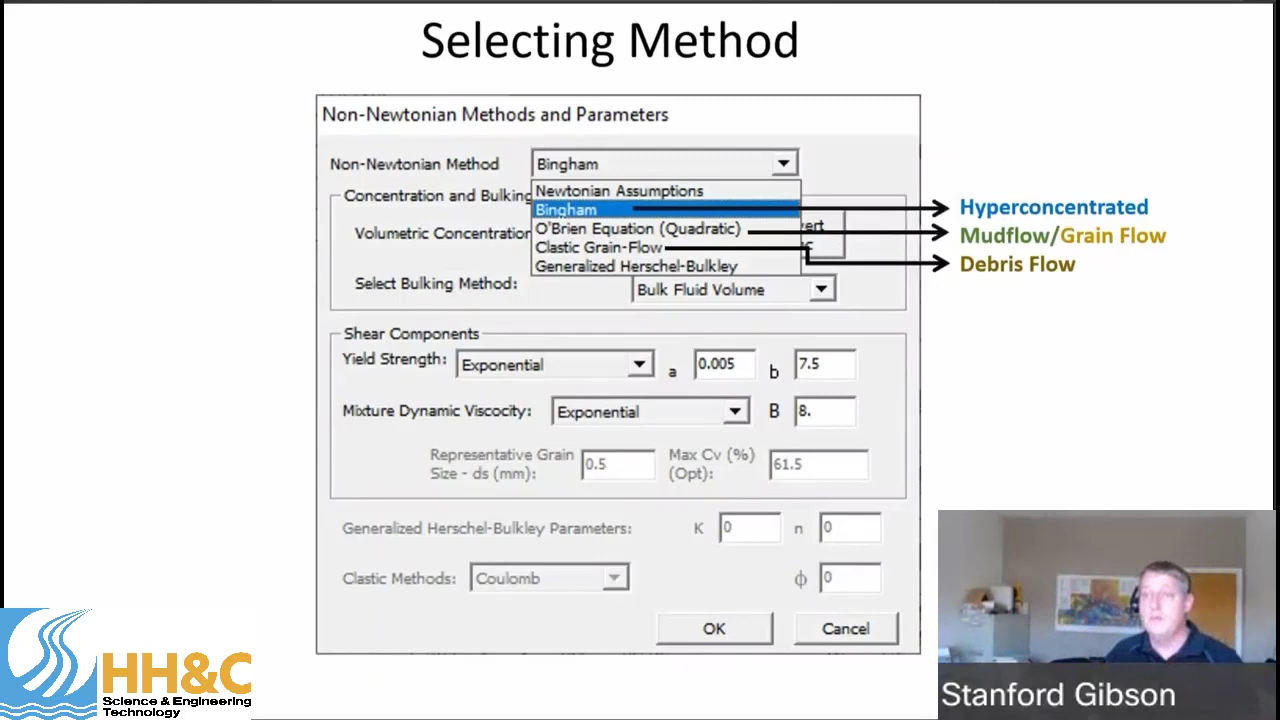 Selecting Method
Non-Newtonian Methods and Parameters
Non-Newtonian Method
Bingham
Newtonian Assumptions
Bingham
O'Brien Equation (Quadratic)
Clastic Grain-Flow
Generalized Herschel-Bulkley
Hyperconcentrated
Mudflow/Grain Flow
Debris Flow
Concentration and Bulking
Volumetric Concentration
vert
Select Bulking Method:
Bulk Fluid Volume
Shear Components
Yield Strength:
Exponential
a
0.005
b
7.5
Mixture Dynamic Viscocity:
Exponential
B
8.
Representative Grain
Size - ds (mm):
0.5
Max Cv (%)
(Opt):
61.5
Generalized Herschel-Bulkley Parameters:
K
0
n
0
Clastic Methods:
Coulomb
ϕ
0
OK
Cancel
HH&C
Science & Engineering
Technology
Stanford Gibson